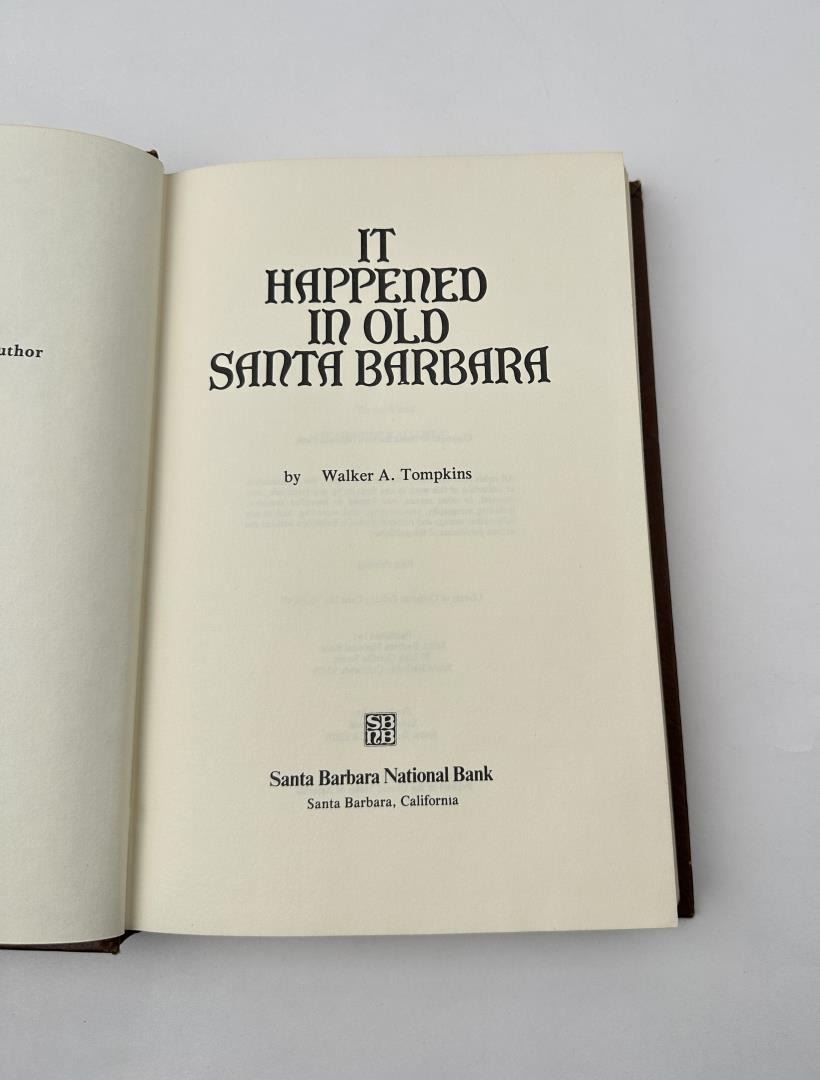 uthor
IT
HAPPENED
IN OLD
SANTA BARBARA
by Walker A. Tompkins
SB
NB
Santa Barbara National Bank
Santa Barbara, California